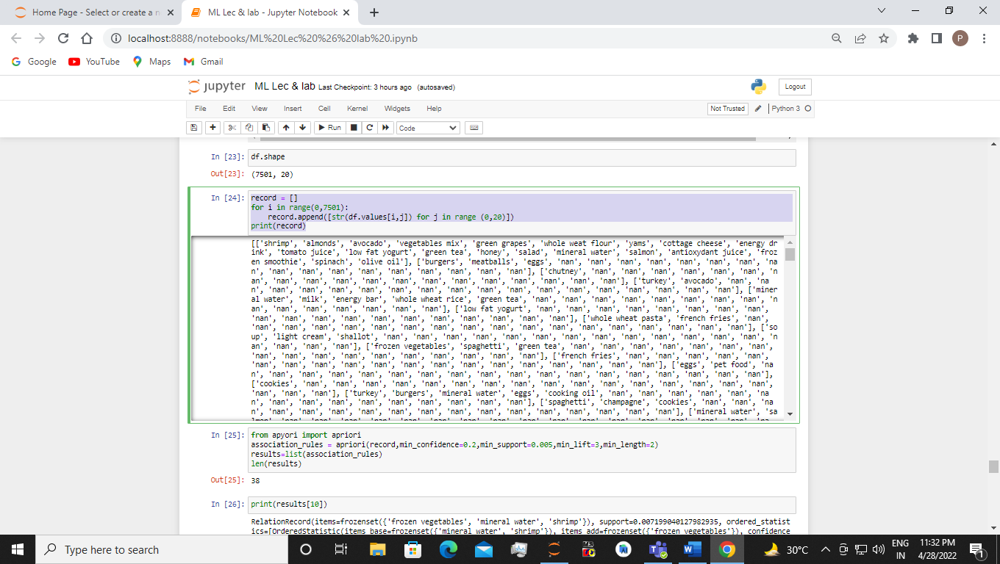 Home Page - Select or create a n
ML Lec & lab - Jupyter Notebook
localhost:8888/notebooks/ML%20Lec%20%26%20lab%20.ipynb
P
Google
YouTube
Maps
Gmail
jupyter
ML Lec & lab Last Checkpoint: 3 hours ago (autosaved)
Logout
File Edit View Insert Cell Kernel Widgets Help
Not Trusted
Python 3
Run
Code
In [23]: df.shape
Out[23]: (7501, 20)
In [24]: record = []
for i in range(0,7501):
    record.append([str(df.values[i,j]) for j in range (0,20)])
print(record)
[['shrimp', 'almonds', 'avocado', 'vegetables mix', 'green grapes', 'whole weat flour', 'yams', 'cottage cheese', 'energy dr
ink', 'tomato juice', 'low fat yogurt', 'green tea', 'honey', 'salad', 'mineral water', 'salmon', 'antioxydant juice', 'froz
en smoothie', 'spinach', 'olive oil'], ['burgers', 'meatballs', 'eggs', 'nan', 'nan', 'nan', 'nan', 'nan', 'nan', 'nan', 'na
n', 'nan', 'nan', 'nan', 'nan', 'nan', 'nan', 'nan', 'nan', 'nan'], ['chutney', 'nan', 'nan', 'nan', 'nan', 'nan', 'nan', 'n
an', 'nan', 'nan', 'nan', 'nan', 'nan', 'nan', 'nan', 'nan', 'nan', 'nan', 'nan', 'nan'], ['turkey', 'avocado', 'nan', 'na
n', 'nan', 'nan', 'nan', 'nan', 'nan', 'nan', 'nan', 'nan', 'nan', 'nan', 'nan', 'nan', 'nan', 'nan', 'nan', 'nan'], ['miner
al water', 'milk', 'energy bar', 'whole wheat rice', 'green tea', 'nan', 'nan', 'nan', 'nan', 'nan', 'nan', 'nan', 'nan', 'n
an', 'nan', 'nan', 'nan', 'nan', 'nan', 'nan'], ['low fat yogurt', 'nan', 'nan', 'nan', 'nan', 'nan', 'nan', 'nan', 'nan',
'nan', 'nan', 'nan', 'nan', 'nan', 'nan', 'nan', 'nan', 'nan', 'nan', 'nan'], ['whole wheat pasta', 'french fries', 'nan',
'nan', 'nan', 'nan', 'nan', 'nan', 'nan', 'nan', 'nan', 'nan', 'nan', 'nan', 'nan', 'nan', 'nan', 'nan', 'nan', 'nan'], ['so
up', 'light cream', 'shallot', 'nan', 'nan', 'nan', 'nan', 'nan', 'nan', 'nan', 'nan', 'nan', 'nan', 'nan', 'nan', 'nan', 'n
an', 'nan', 'nan', 'nan'], ['frozen vegetables', 'spaghetti', 'green tea', 'nan', 'nan', 'nan', 'nan', 'nan', 'nan', 'nan',
'nan', 'nan', 'nan', 'nan', 'nan', 'nan', 'nan', 'nan', 'nan', 'nan'], ['french fries', 'nan', 'nan', 'nan', 'nan', 'nan',
'nan', 'nan', 'nan', 'nan', 'nan', 'nan', 'nan', 'nan', 'nan', 'nan', 'nan', 'nan', 'nan', 'nan'], ['eggs', 'pet food', 'na
n', 'nan', 'nan', 'nan', 'nan', 'nan', 'nan', 'nan', 'nan', 'nan', 'nan', 'nan', 'nan', 'nan', 'nan', 'nan', 'nan', 'nan'],
['cookies', 'nan', 'nan', 'nan', 'nan', 'nan', 'nan', 'nan', 'nan', 'nan', 'nan', 'nan', 'nan', 'nan', 'nan', 'nan', 'nan',
'nan', 'nan', 'nan'], ['turkey', 'burgers', 'mineral water', 'eggs', 'cooking oil', 'nan', 'nan', 'nan', 'nan', 'nan', 'na
n', 'nan', 'nan', 'nan', 'nan', 'nan', 'nan', 'nan', 'nan', 'nan'], ['spaghetti', 'champagne', 'cookies', 'nan', 'nan', 'na
n', 'nan', 'nan', 'nan', 'nan', 'nan', 'nan', 'nan', 'nan', 'nan', 'nan', 'nan', 'nan', 'nan', 'nan'], ['mineral water', 'sa
In [25]: from apyori import apriori
association_rules = apriori(record,min_confidence=0.2,min_support=0.005,min_lift=3,min_length=2)
results=list(association_rules)
len(results)
Out[25]: 38
In [26]: print(results[10])
RelationRecord(items=frozenset({'frozen vegetables', 'mineral water', 'shrimp'}), support=0.007199040127982935, ordered_statist
ics=[OrderedStatistic(items_base=frozenset({'mineral water', 'shrimp'}), items_add=frozenset({'frozen vegetables'}), confidence
Type here to search
30°C
ENG
IN
11:32 PM
4/28/2022
1